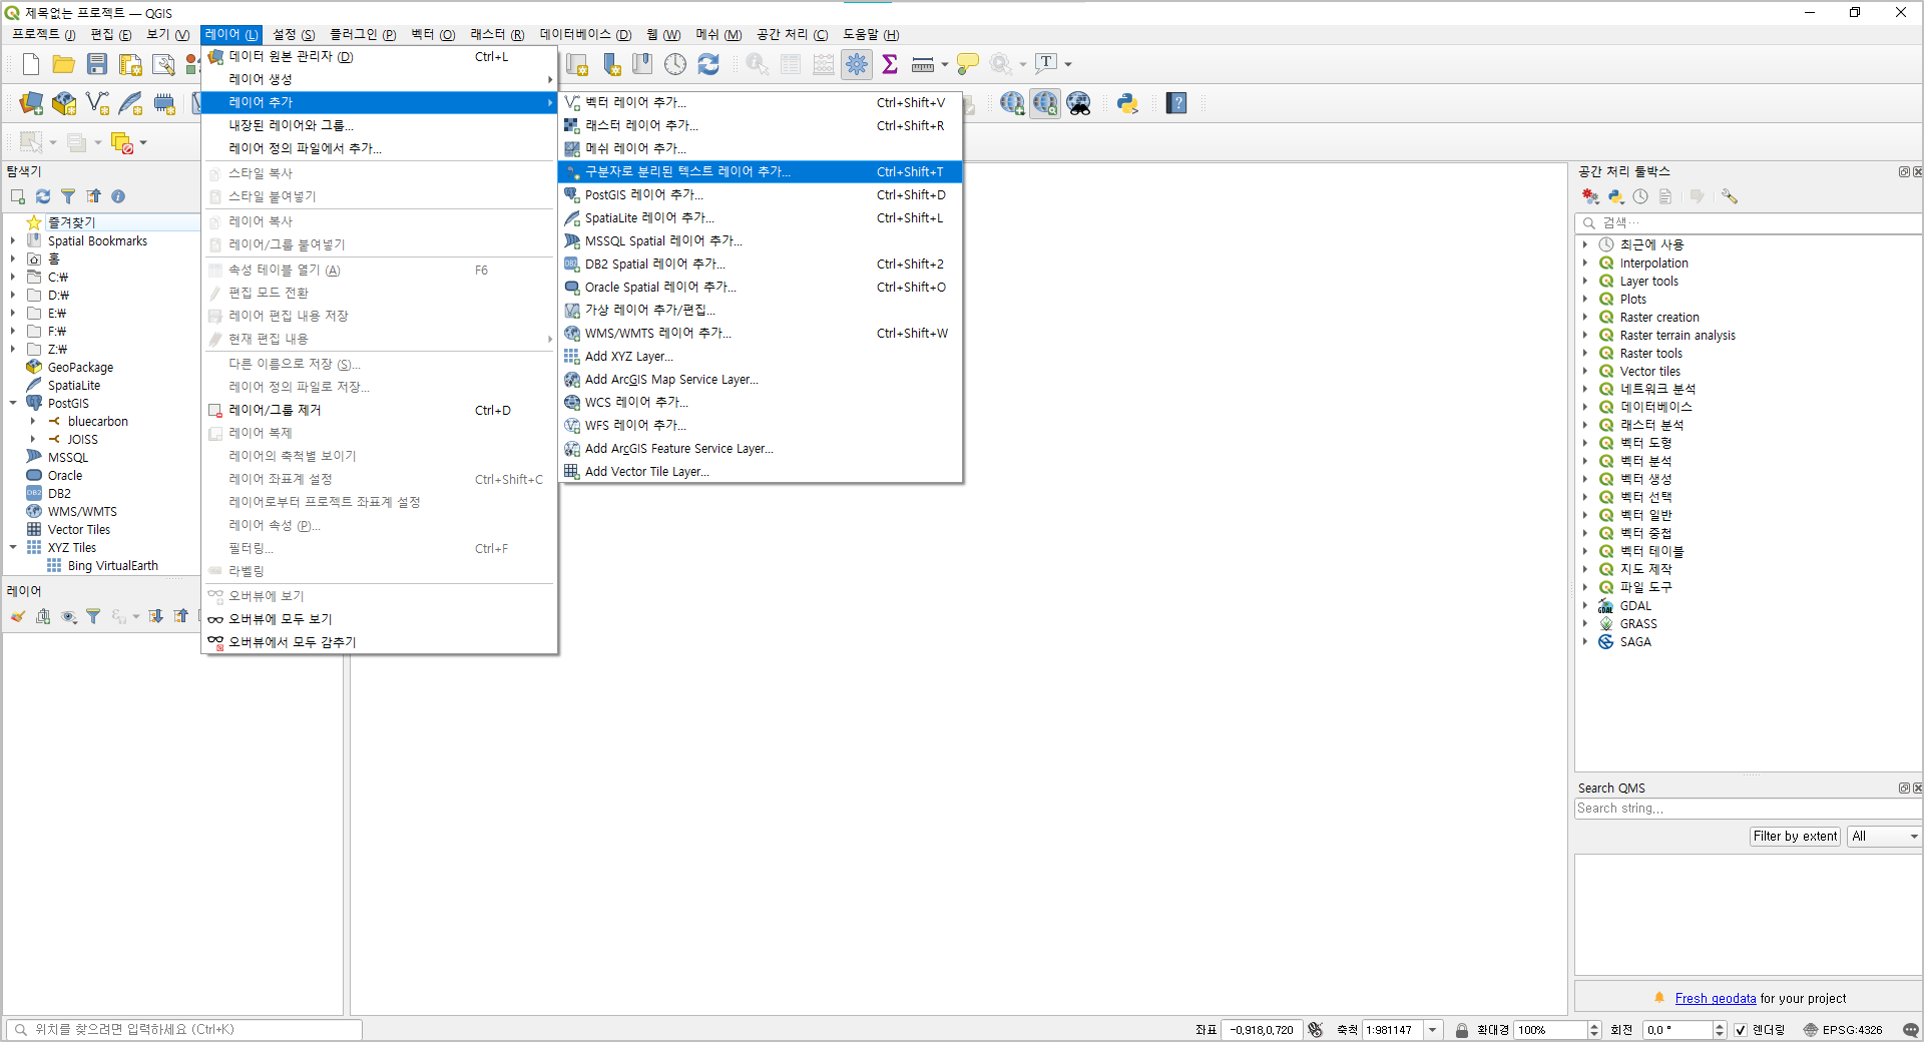 제목없는 프로젝트 — QGIS
프로젝트 (J) 편집 (E) 보기 (V) 레이어 (L) 설정 (S) 플러그인 (P) 벡터 (O) 래스터 (R) 데이터베이스 (D) 웹 (W) 메쉬 (M) 공간 처리 (C) 도움말 (H)
데이터 원본 관리자 (D) Ctrl+L
레이어 생성
레이어 추가
내장된 레이어와 그룹...
레이어 정의 파일에서 추가...
스타일 복사
스타일 붙여넣기
레이어 복사
레이어/그룹 붙여넣기
속성 테이블 열기 (A) F6
편집 모드 전환
레이어 편집 내용 저장
현재 편집 내용
다른 이름으로 저장 (S)...
레이어 정의 파일로 저장...
레이어/그룹 제거 Ctrl+D
레이어 복제
레이어의 축척별 보이기
레이어 좌표계 설정 Ctrl+Shift+C
레이어로부터 프로젝트 좌표계 설정
레이어 속성 (P)...
필터링... Ctrl+F
라벨링
오버뷰에 보기
오버뷰에 모두 보기
오버뷰에서 모두 감추기
벡터 레이어 추가... Ctrl+Shift+V
래스터 레이어 추가... Ctrl+Shift+R
메쉬 레이어 추가...
구분자로 분리된 텍스트 레이어 추가... Ctrl+Shift+T
PostGIS 레이어 추가... Ctrl+Shift+D
SpatiaLite 레이어 추가... Ctrl+Shift+L
MSSQL Spatial 레이어 추가...
DB2 Spatial 레이어 추가... Ctrl+Shift+2
Oracle Spatial 레이어 추가... Ctrl+Shift+O
가상 레이어 추가/편집...
WMS/WMTS 레이어 추가... Ctrl+Shift+W
Add XYZ Layer...
Add ArcGIS Map Service Layer...
WCS 레이어 추가...
WFS 레이어 추가...
Add ArcGIS Feature Service Layer...
Add Vector Tile Layer...
탐색기
즐겨찾기
Spatial Bookmarks
홈
C:₩
D:₩
E:₩
F:₩
Z:₩
GeoPackage
SpatiaLite
PostGIS
bluecarbon
JOISS
MSSQL
Oracle
DB2
WMS/WMTS
Vector Tiles
XYZ Tiles
Bing VirtualEarth
레이어
공간 처리 툴박스
검색…
최근에 사용
Interpolation
Layer tools
Plots
Raster creation
Raster terrain analysis
Raster tools
Vector tiles
네트워크 분석
데이터베이스
래스터 분석
벡터 도형
벡터 분석
벡터 생성
벡터 선택
벡터 일반
벡터 중첩
벡터 테이블
지도 제작
파일 도구
GDAL
GRASS
SAGA
Search QMS
Search string...
Filter by extent All
Fresh geodata for your project
위치를 찾으려면 입력하세요 (Ctrl+K)
좌표 -0,918,0,720 축척 1:981147 확대경 100% 회전 0,0 ° 렌더링 EPSG:4326